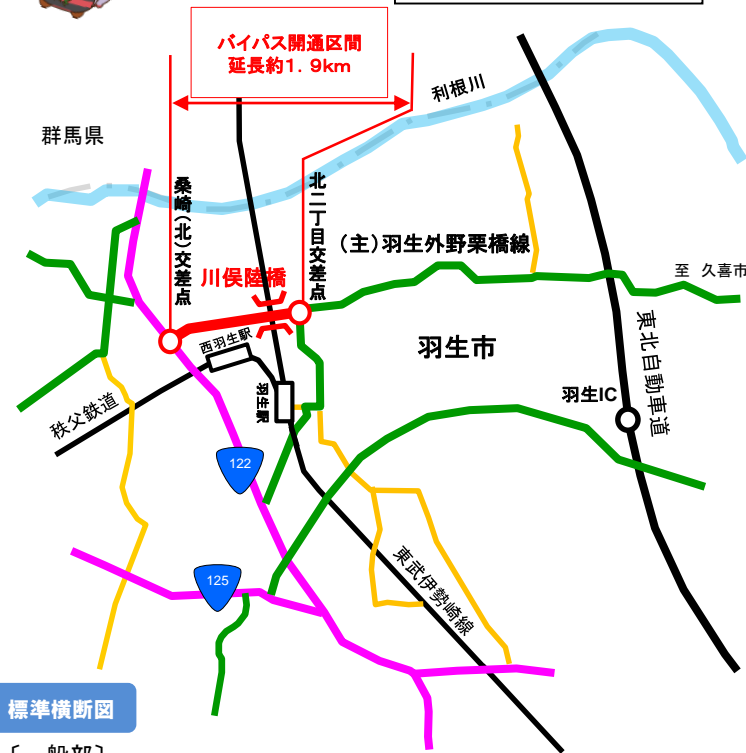 バイパス開通区間
延長約1.9km
利根川
群馬県
桑崎(北)交差点
北二丁目交差点
(主)羽生外野栗橋線
川俣陸橋
至 久喜市
西羽生駅
羽生市
東北自動車道
羽生駅
羽生IC
秩父鉄道
122
125
東武伊勢崎線
標準横断図